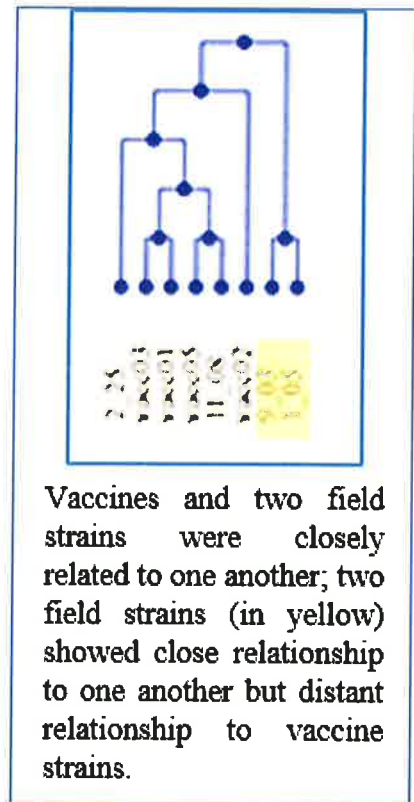 Vaccines and two field
strains were closely
related to one another; two
field strains (in yellow)
showed close relationship
to one another but distant
relationship to vaccine
strains.